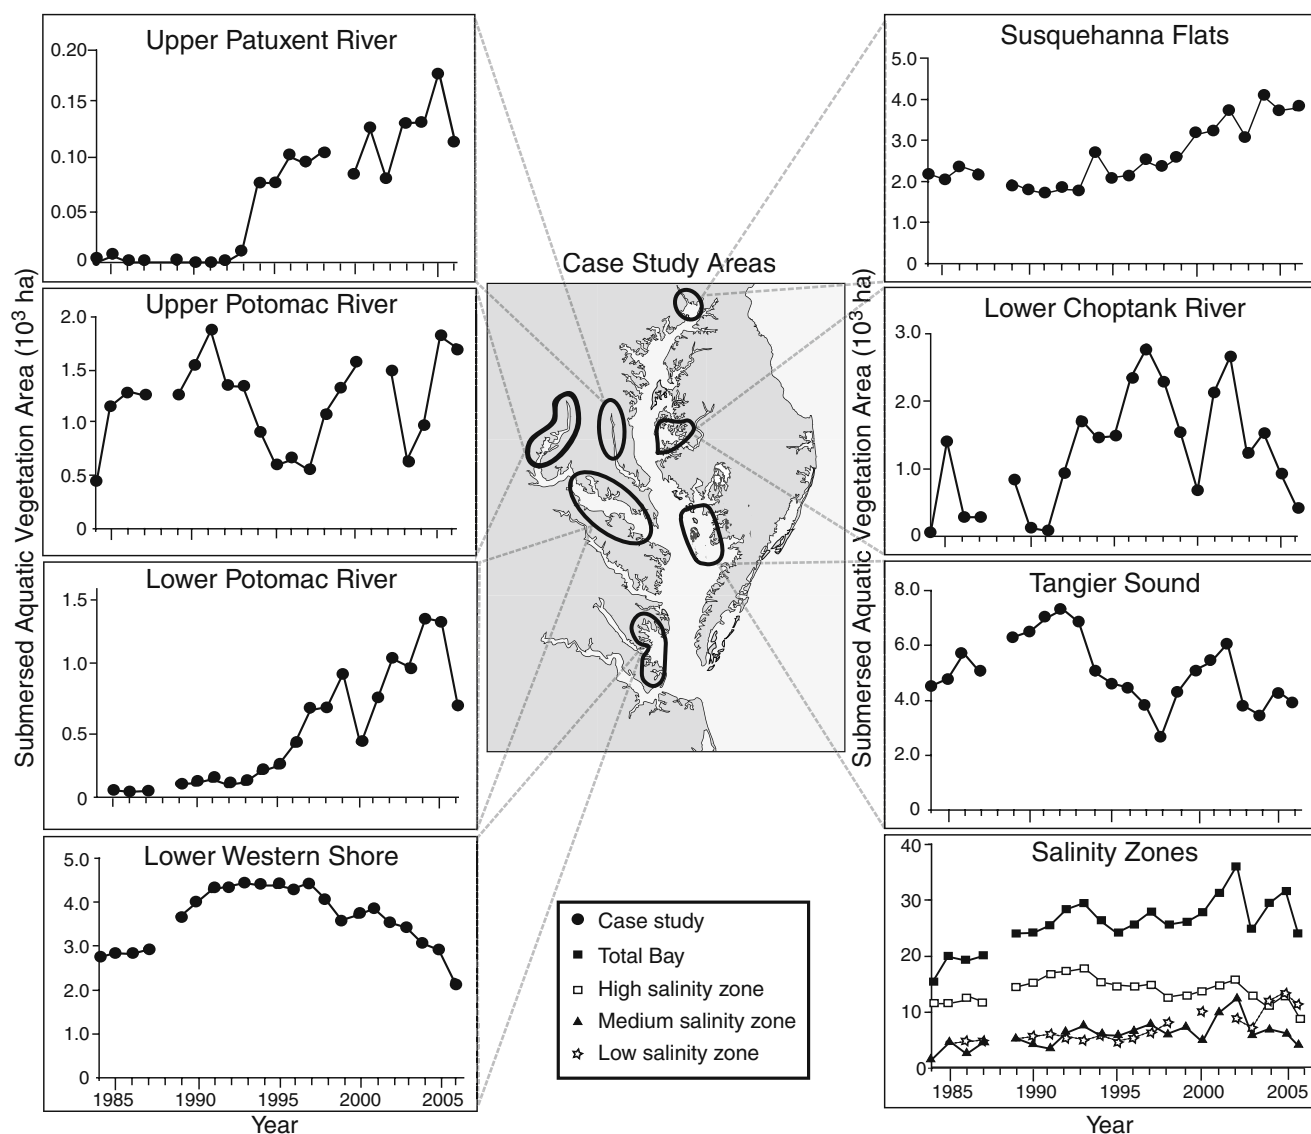 Upper Patuxent River
0.20
0.15
0.10
0.05
0
Upper Potomac River
2.0
1.5
1.0
0.5
0
Lower Potomac River
1.5
1.0
0.5
0
Lower Western Shore
5.0
4.0
3.0
2.0
1.0
0
1985 1990 1995 2000 2005
Year
Submersed Aquatic Vegetation Area (10³ ha)
Case Study Areas
Case study
Total Bay
High salinity zone
Medium salinity zone
Low salinity zone
Submersed Aquatic Vegetation Area (10³ ha)
Susquehanna Flats
5.0
4.0
3.0
2.0
1.0
0
Lower Choptank River
3.0
2.0
1.0
0
Tangier Sound
8.0
6.0
4.0
2.0
0
Salinity Zones
40
30
20
10
0
1985 1990 1995 2000 2005
Year